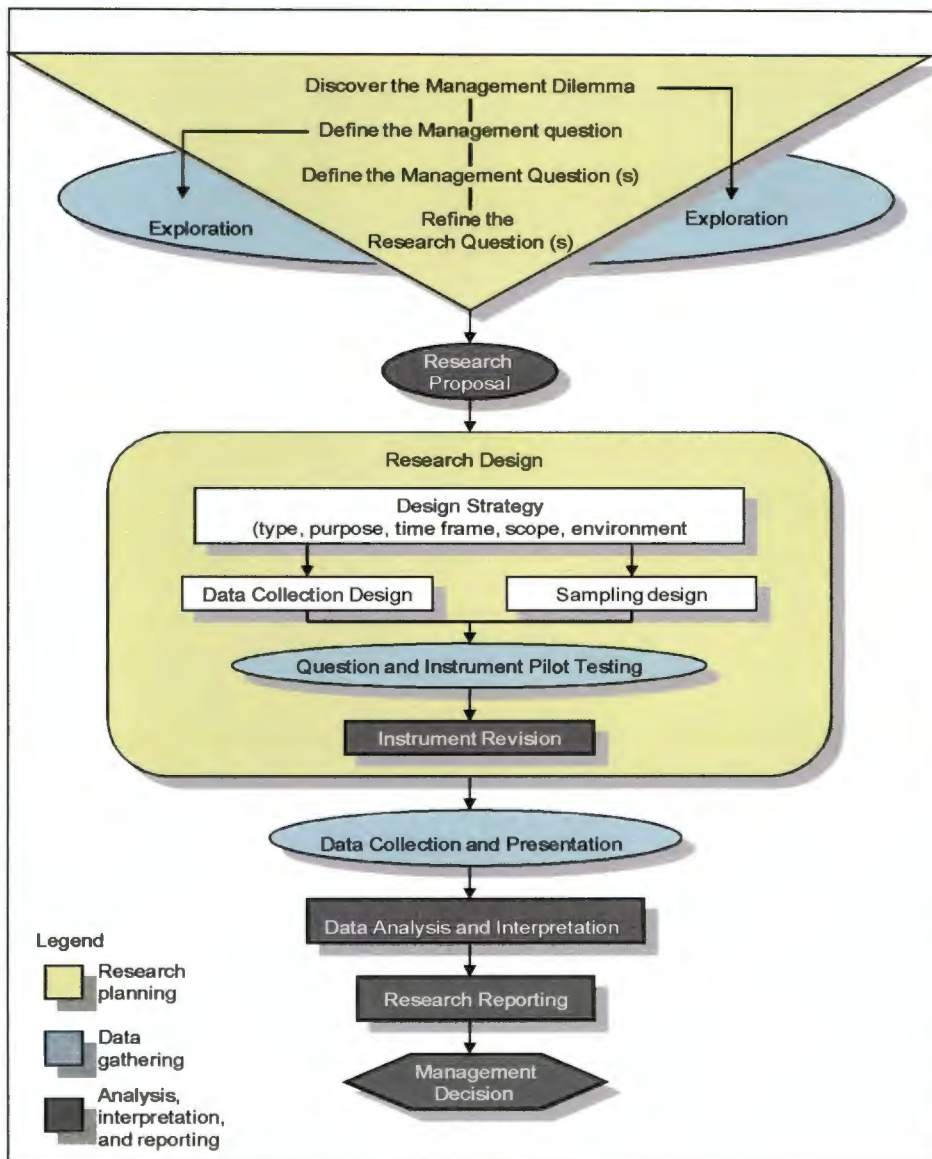 Discover the Management Dilemma
Define the Management question
Define the Management Question (s)
Refine the
Research Question (s)
Exploration
Exploration
Research
Proposal
Research Design
Design Strategy
(type, purpose, time frame, scope, environment
Data Collection Design
Sampling design
Question and Instrument Pilot Testing
Instrument Revision
Data Collection and Presentation
Data Analysis and Interpretation
Research Reporting
Management
Decision
Legend
Research
planning
Data
gathering
Analysis,
interpretation,
and reporting